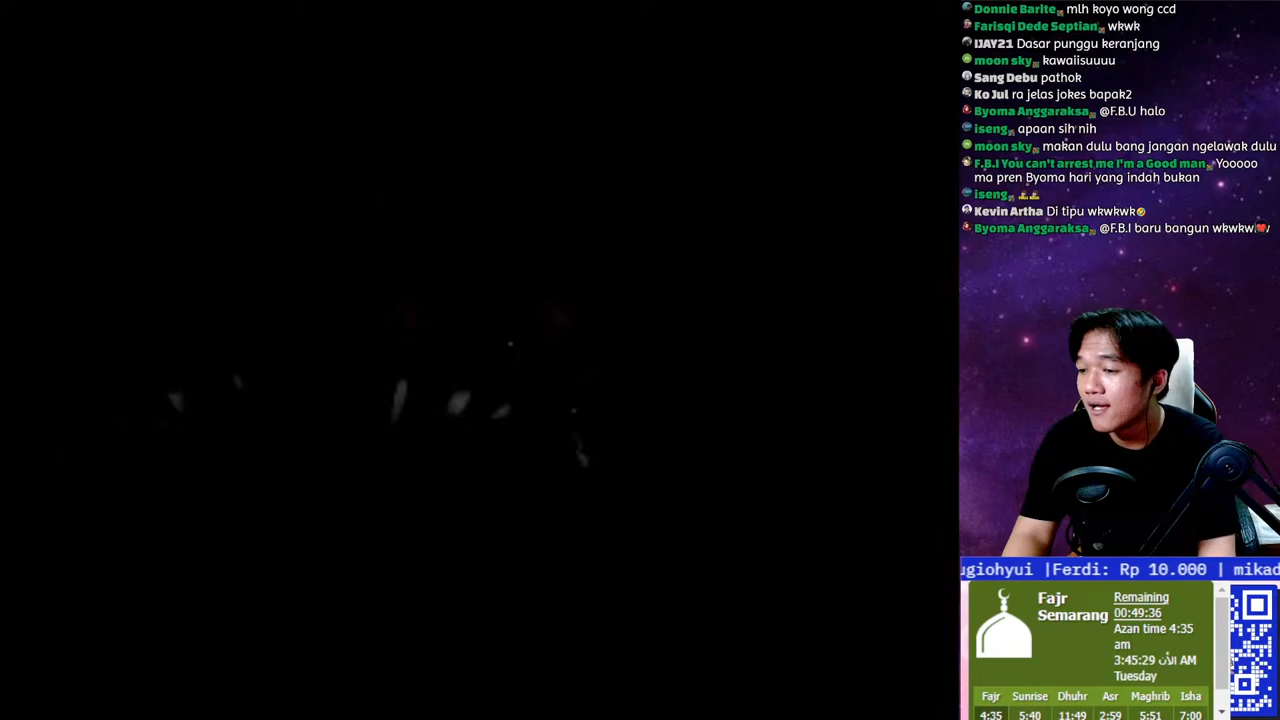 Donnie Barite mlh koyo wong ccd
Farisqi Dede Septian wkwk
IJAY21 Dasar punggu keranjang
moon sky kawaiisuuuu
Sang Debu pathok
Ko Jul ra jelas jokes bapak2
Byoma Anggaraksa @F.B.U halo
iseng apaan sih nih
moon sky makan dulu bang jangan ngelawak dulu
F.B.I You can't arrest me I'm a Good man Yooooo
ma pren Byoma hari yang indah bukan
iseng
Kevin Artha Di tipu wkwkwk
Byoma Anggaraksa @F.B.I baru bangun wkwkw
ugiohyui |Ferdi: Rp 10.000 | mikad
Fajr
Semarang
Remaining
00:49:36
Azan time 4:35
am
3:45:29 الأن AM
Tuesday
Fajr Sunrise Dhuhr Asr Maghrib Isha
4:35 5:40 11:49 2:59 5:51 7:00